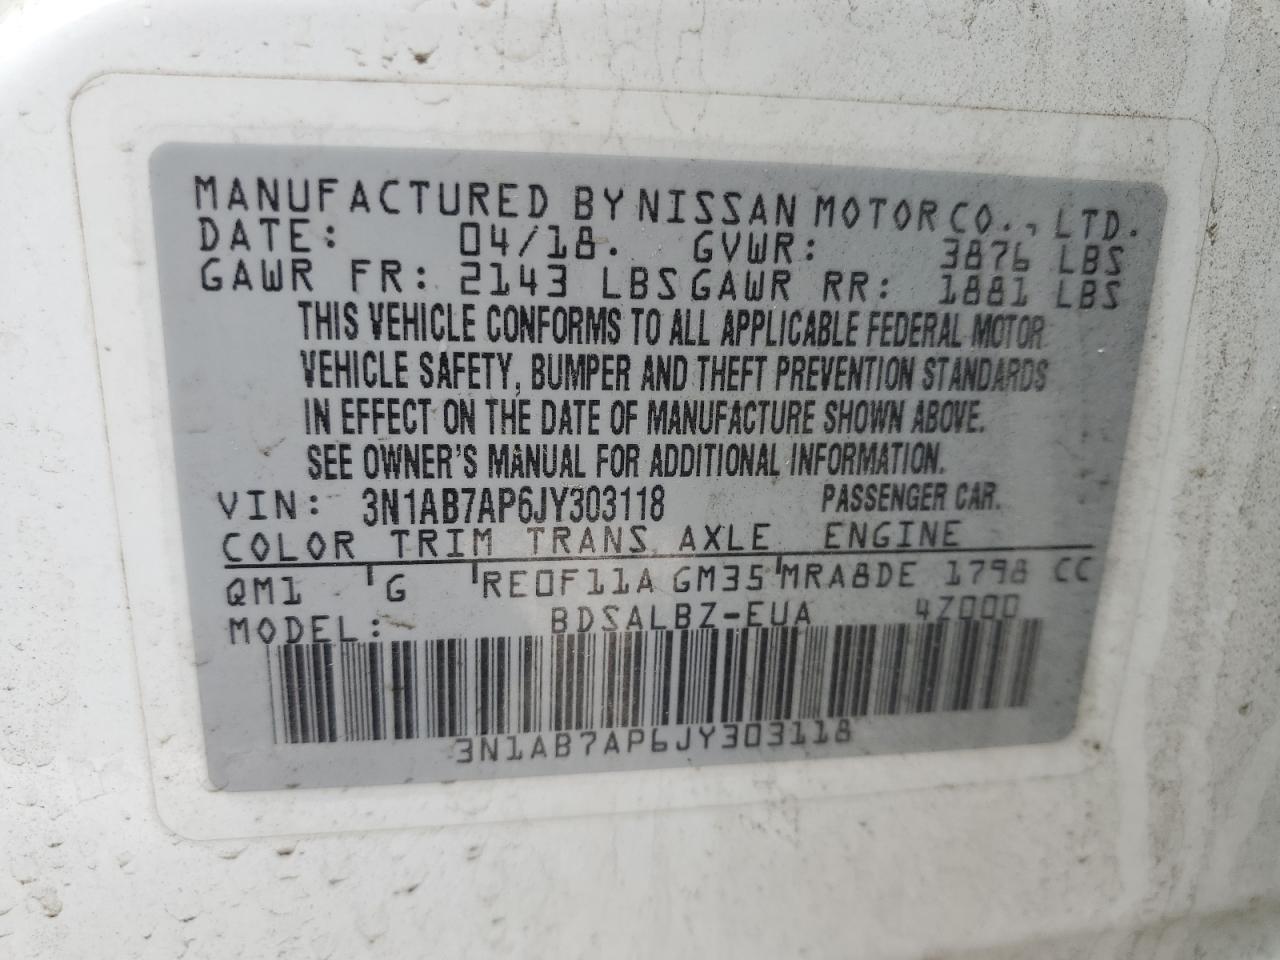 MANUFACTURED BY NISSAN MOTOR CO., LTD.
DATE: 04/18. GVWR: 3876 LBS
GAWR FR: 2143 LBS GAWR RR: 1881 LBS
THIS VEHICLE CONFORMS TO ALL APPLICABLE FEDERAL MOTOR
VEHICLE SAFETY, BUMPER AND THEFT PREVENTION STANDARDS
IN EFFECT ON THE DATE OF MANUFACTURE SHOWN ABOVE.
SEE OWNER'S MANUAL FOR ADDITIONAL INFORMATION.
VIN: 3N1AB7AP6JY303118 PASSENGER CAR.
COLOR TRIM TRANS. AXLE ENGINE
QM1 G RE0F11A GM35 MRA8DE 1798 CC
MODEL: BDSALBZ-EUA 4Z000
3N1AB7AP6JY303118